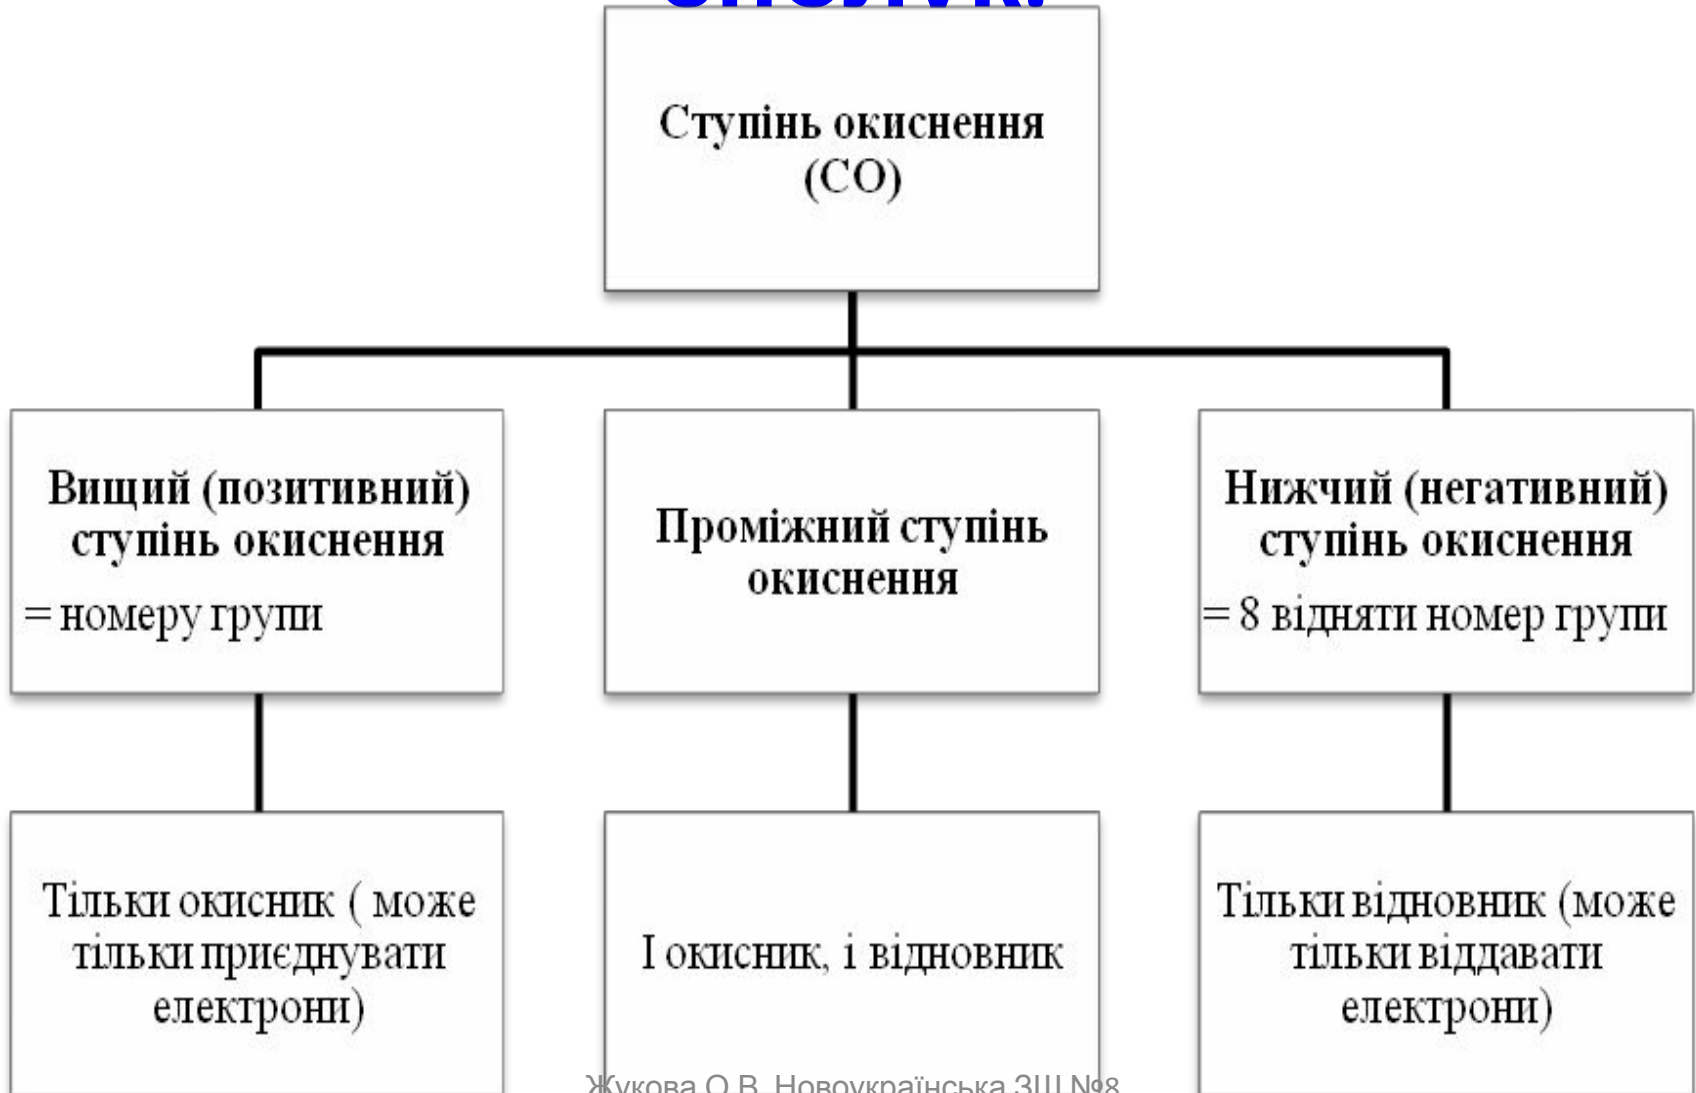 Ступінь окиснення
(СО)
Вищий (позитивний)
ступінь окиснення
= номеру групи
Проміжний ступінь
окиснення
Нижчий (негативний)
ступінь окиснення
= 8 відняти номер групи
Тільки окисник ( може
тільки приєднувати
електрони)
І окисник, і відновник
Тільки відновник (може
тільки віддавати
електрони)
Жукова О.В. Новоукраїнська ЗШ №8